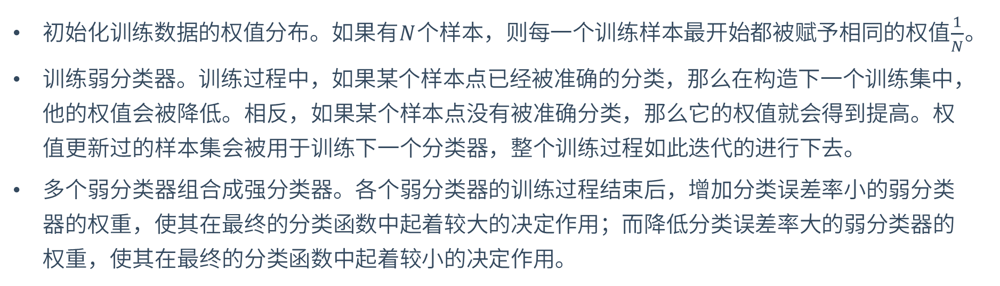 • 初始化训练数据的权值分布。如果有N个样本，则每一个训练样本最开始都被赋予相同的权值1/N。
• 训练弱分类器。训练过程中，如果某个样本点已经被准确的分类，那么在构造下一个训练集中，
他的权值会被降低。相反，如果某个样本点没有被准确分类，那么它的权值就会得到提高。权
值更新过的样本集会被用于训练下一个分类器，整个训练过程如此迭代的进行下去。
• 多个弱分类器组合成强分类器。各个弱分类器的训练过程结束后，增加分类误差率小的弱分类
器的权重，使其在最终的分类函数中起着较大的决定作用；而降低分类误差率大的弱分类器的
权重，使其在最终的分类函数中起着较小的决定作用。